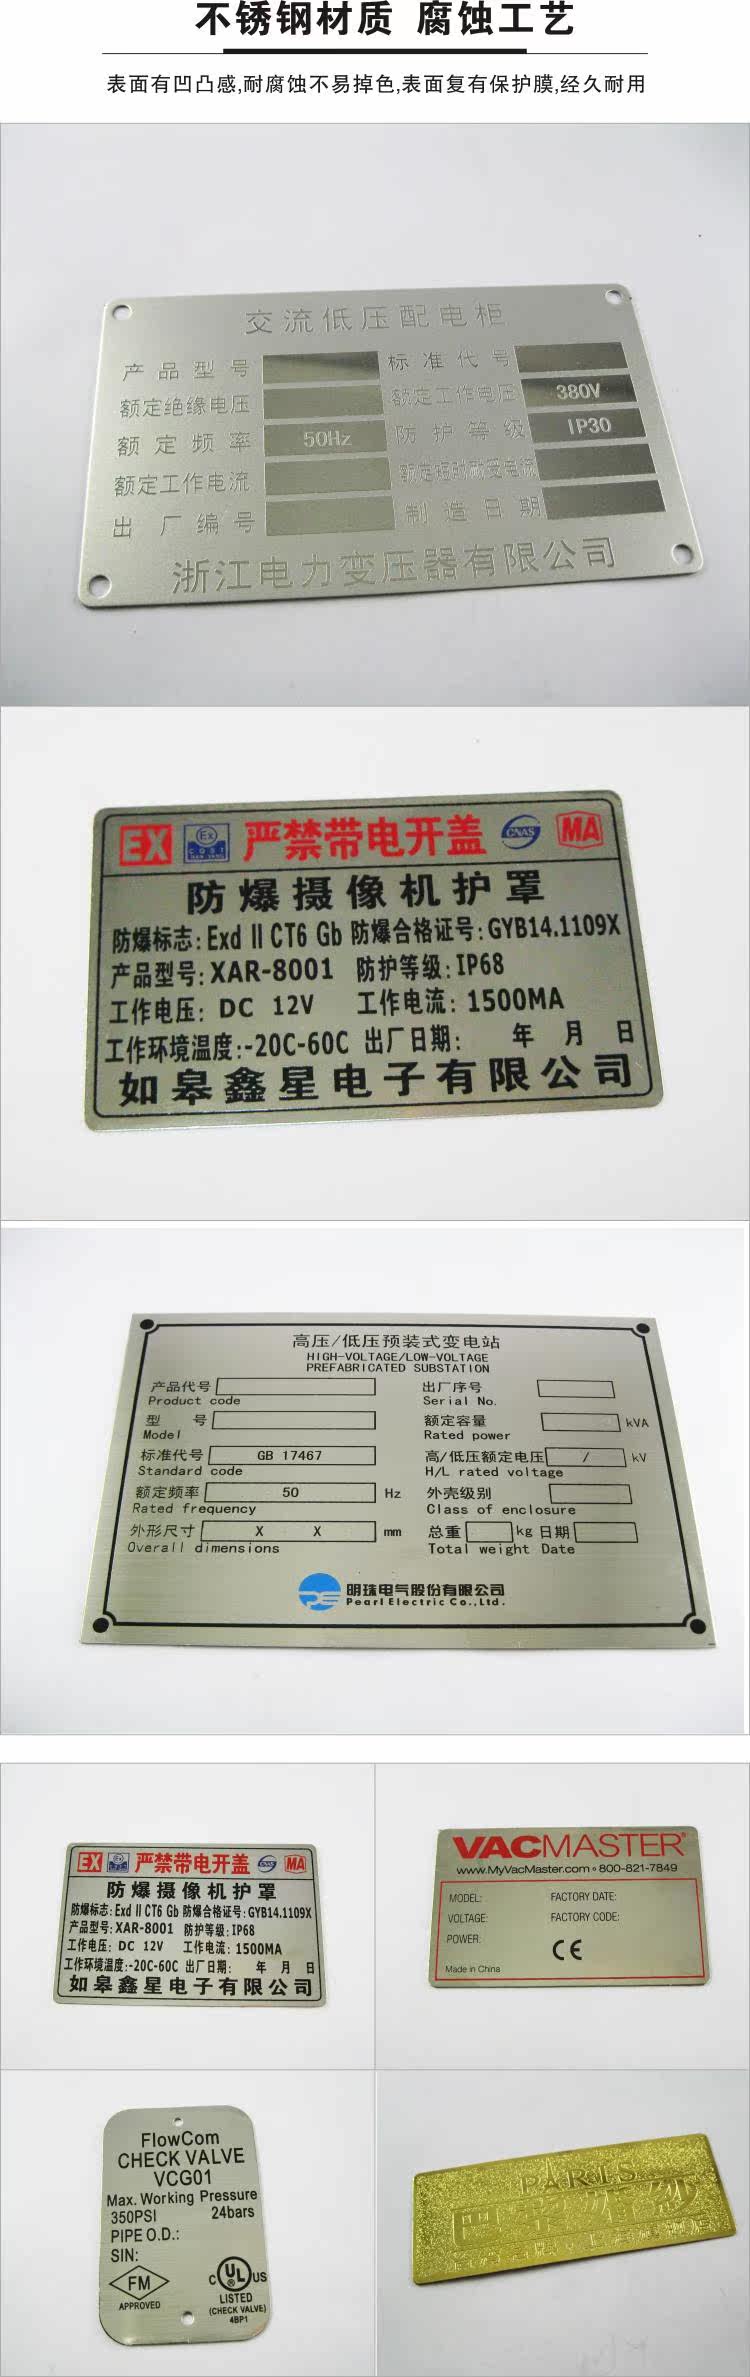 不锈钢材质 腐蚀工艺
表面有凹凸感,耐腐蚀不易掉色,表面复有保护膜,经久耐用
交流低压配电柜
产品型号 标准代号
额定绝缘电压 额定工作电压 380V
额定频率 50Hz 防护等级 IP30
额定工作电流 额定短时耐受电流
出厂编号 制造日期
浙江电力变压器有限公司
EX Ex 严禁带电开盖 CNAS MA
防爆摄像机护罩
防爆标志:Exd II CT6 Gb 防爆合格证号:GYB14.1109X
产品型号:XAR-8001 防护等级:IP68
工作电压: DC 12V 工作电流: 1500MA
工作环境温度:-20C-60C 出厂日期: 年 月 日
如皋鑫星电子有限公司
高压/低压预装式变电站
HIGH-VOLTAGE/LOW-VOLTAGE
PREFABRICATED SUBSTATION
产品代号 出厂序号
Product code Serial No.
型 号 额定容量 kVA
Model Rated power
标准代号 GB 17467 高/低压额定电压 / kV
Standard code H/L rated voltage
额定频率 50 Hz 外壳级别
Rated frequency Class of enclosure
外形尺寸 X X mm 总重 kg 日期
Overall dimensions Total weight Date
明珠电气股份有限公司
Pearl Electric Co.,Ltd.
EX Ex 严禁带电开盖 CNAS MA
防爆摄像机护罩
防爆标志:Exd II CT6 Gb 防爆合格证号:GYB14.1109X
产品型号:XAR-8001 防护等级:IP68
工作电压: DC 12V 工作电流: 1500MA
工作环境温度:-20C-60C 出厂日期: 年 月 日
如皋鑫星电子有限公司
VACMASTER®
www.MyVacMaster.com • 800-821-7849
MODEL: FACTORY DATE:
VOLTAGE: FACTORY CODE:
POWER:
CE
Made in China
FlowCom
CHECK VALVE
VCG01
Max. Working Pressure
350PSI 24bars
PIPE O.D.:
SIN:
FM
APPROVED
C UL US
LISTED
(CHECK VALVE)
4BP1
PARIS